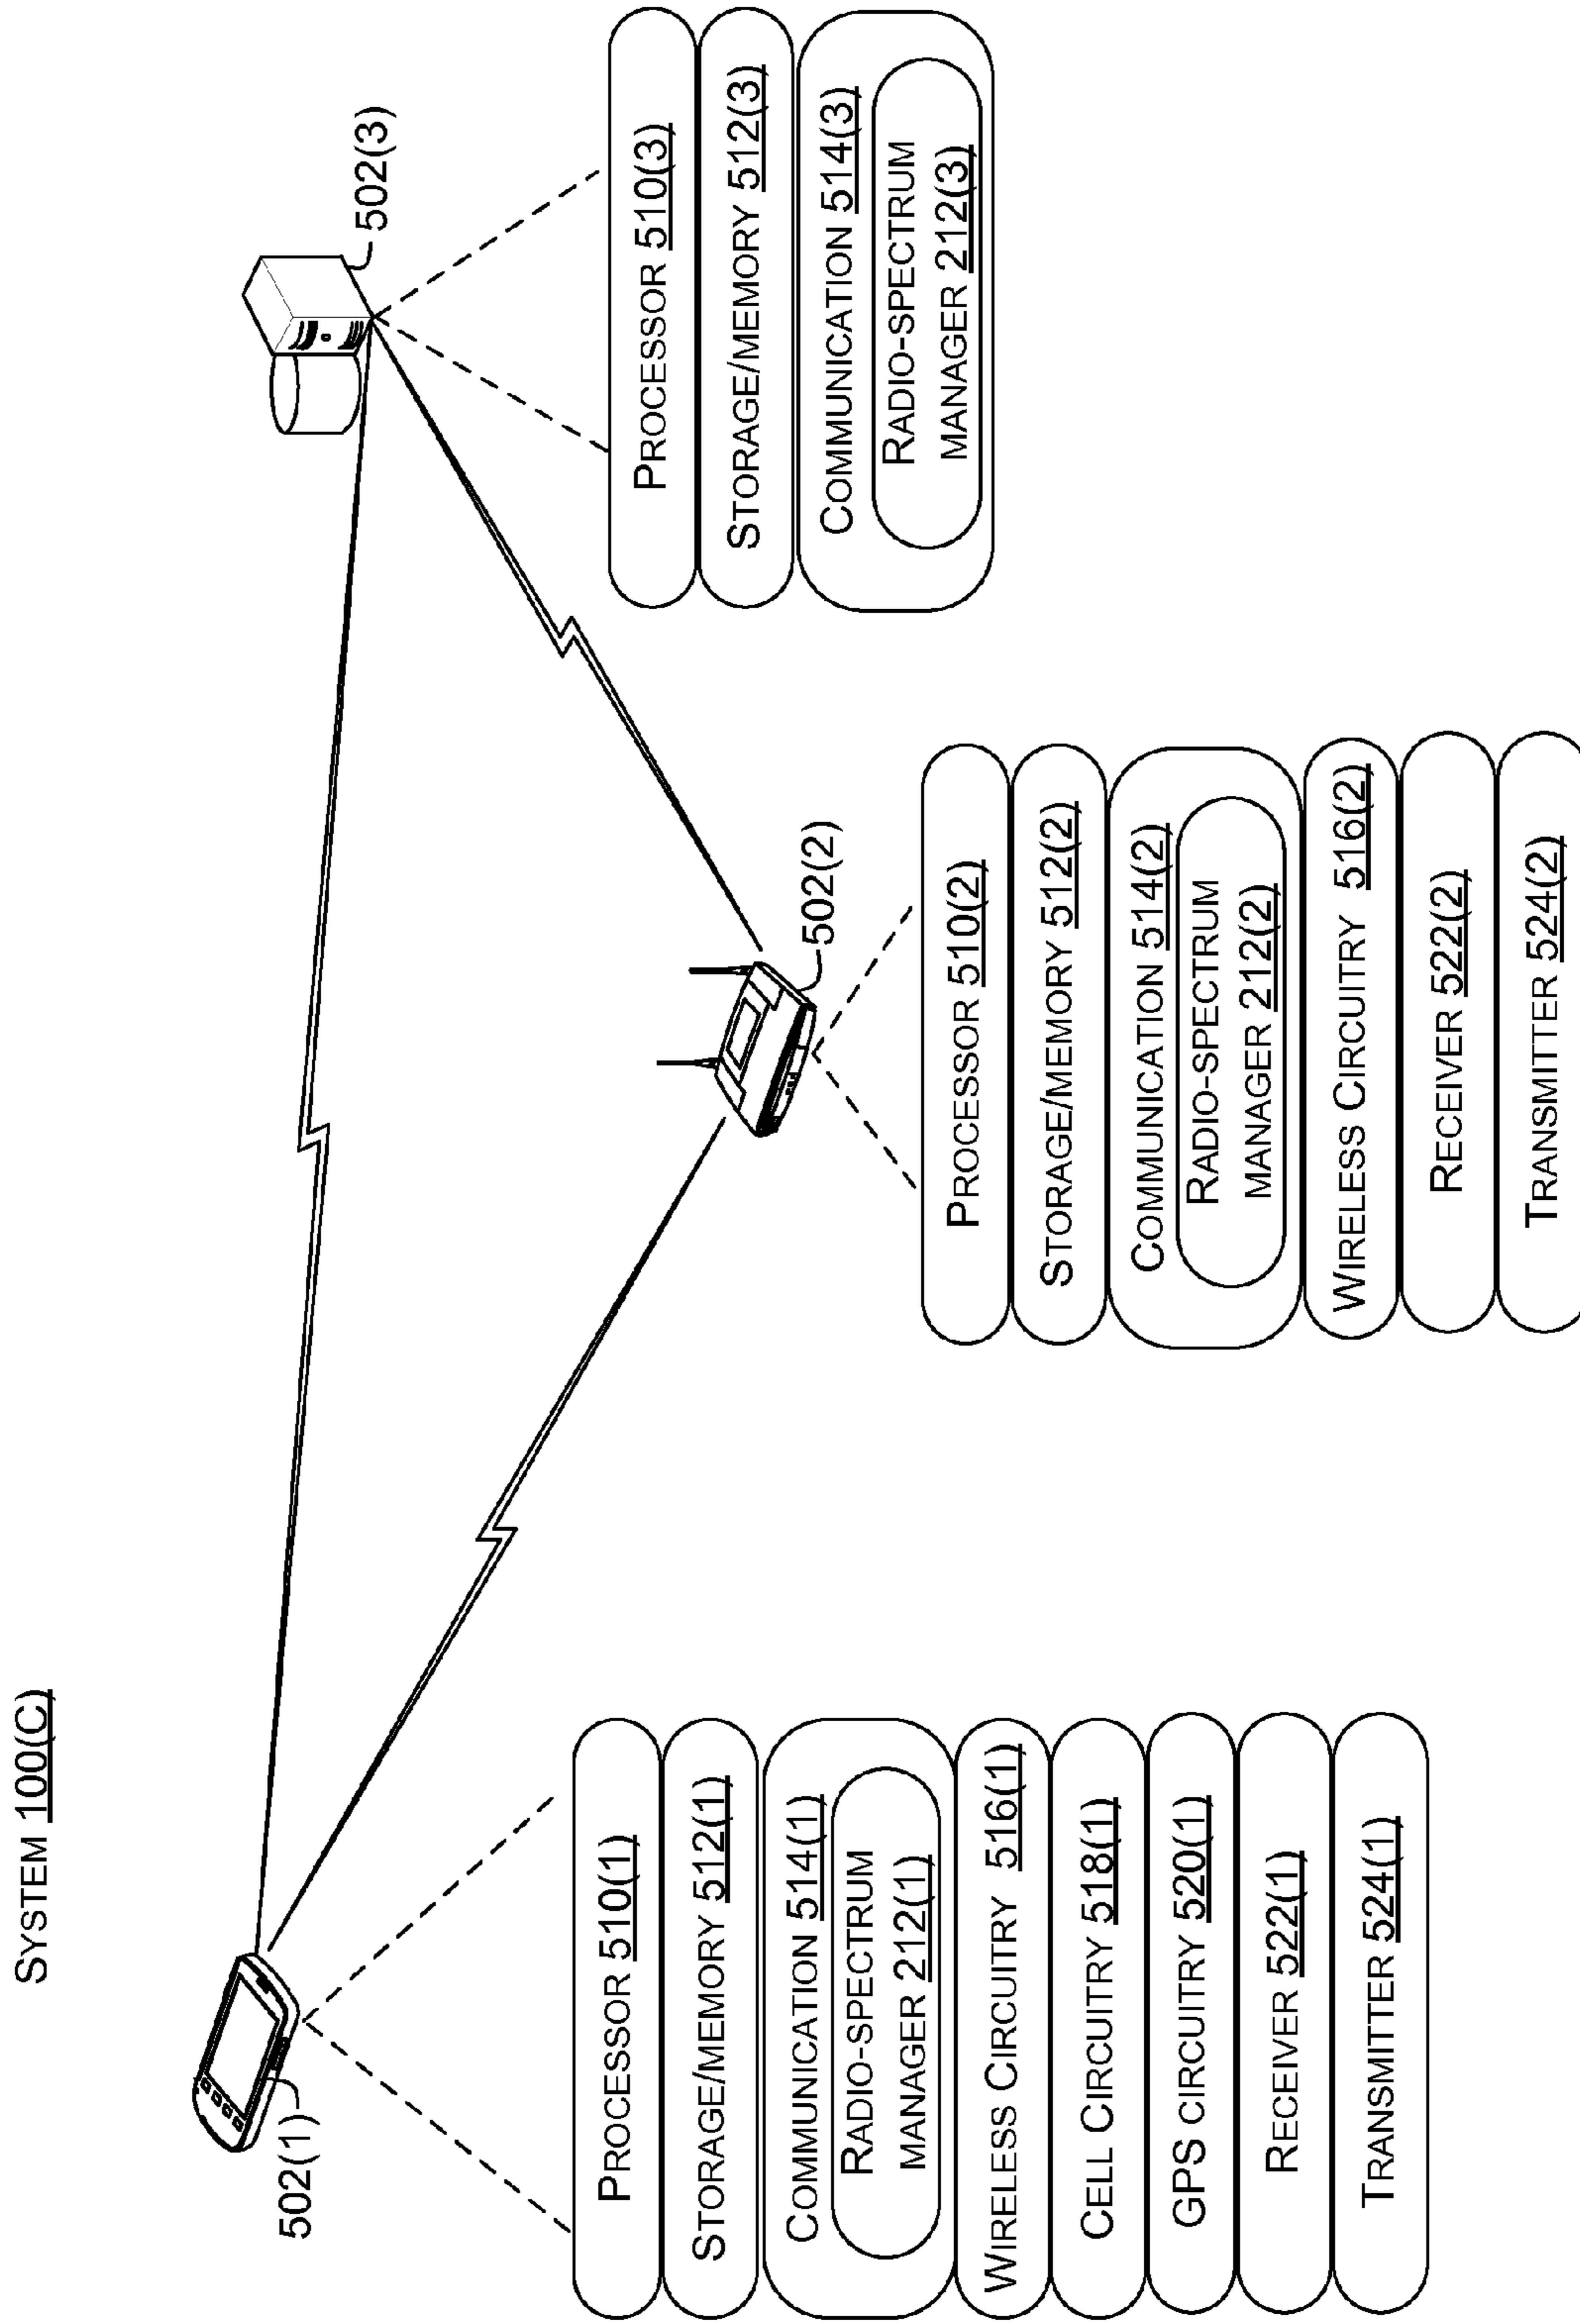 SYSTEM 100(C)
502(1)
PROCESSOR 510(1)
STORAGE/MEMORY 512(1)
COMMUNICATION 514(1)
RADIO-SPECTRUM
MANAGER 212(1)
WIRELESS CIRCUITRY 516(1)
CELL CIRCUITRY 518(1)
GPS CIRCUITRY 520(1)
RECEIVER 522(1)
TRANSMITTER 524(1)
502(2)
PROCESSOR 510(2)
STORAGE/MEMORY 512(2)
COMMUNICATION 514(2)
RADIO-SPECTRUM
MANAGER 212(2)
WIRELESS CIRCUITRY 516(2)
RECEIVER 522(2)
TRANSMITTER 524(2)
502(3)
PROCESSOR 510(3)
STORAGE/MEMORY 512(3)
COMMUNICATION 514(3)
RADIO-SPECTRUM
MANAGER 212(3)